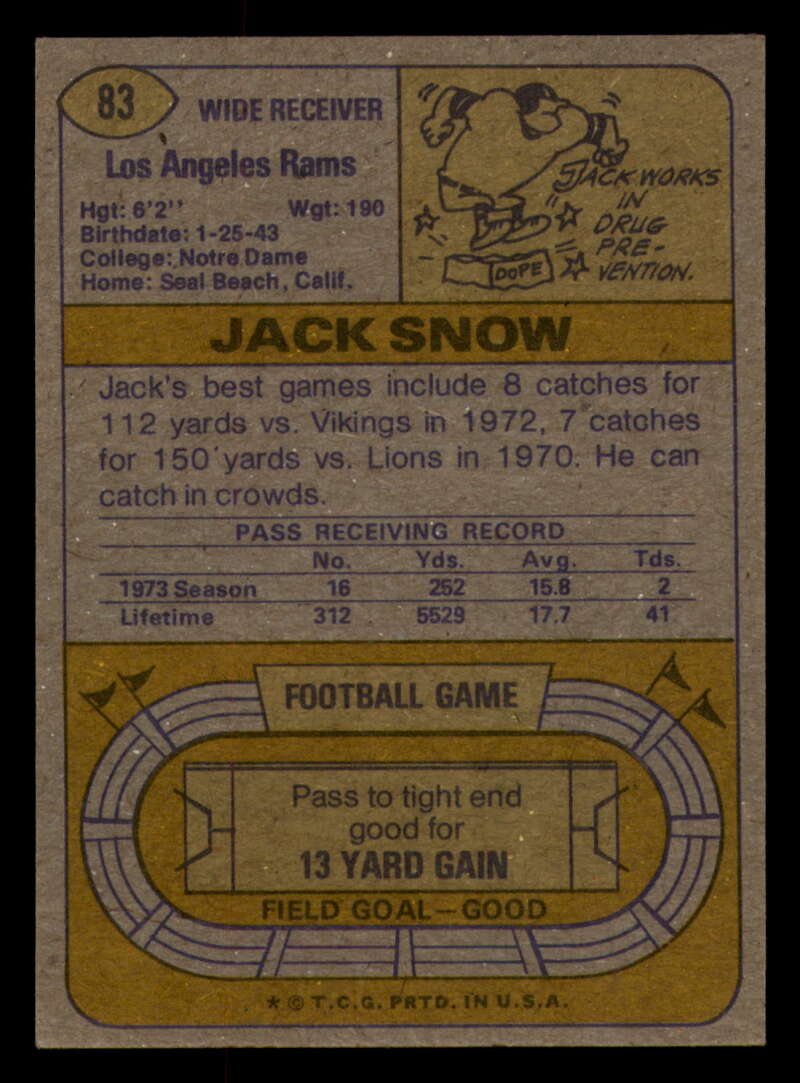 83
WIDE RECEIVER
Los Angeles Rams
Hgt: 6'2'' Wgt: 190
Birthdate: 1-25-43
College: Notre Dame
Home: Seal Beach, Calif.
JACK WORKS
IN
DRUG
PRE-
VENTION.
DOPE
JACK SNOW
Jack's best games include 8 catches for
112 yards vs. Vikings in 1972, 7 catches
for 150 yards vs. Lions in 1970. He can
catch in crowds.
PASS RECEIVING RECORD
No. Yds. Avg. Tds.
1973 Season 16 252 15.8 2
Lifetime 312 5529 17.7 41
FOOTBALL GAME
Pass to tight end
good for
13 YARD GAIN
FIELD GOAL—GOOD
* © T.C.G. PRTD. IN U.S.A.